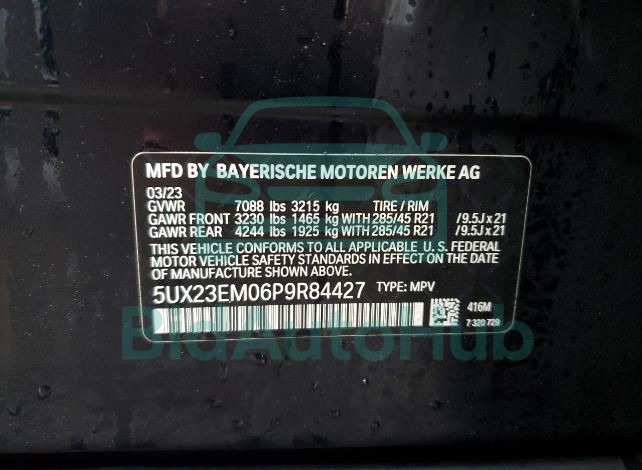 MFD BY BAYERISCHE MOTOREN WERKE AG
03/23
GVWR 7088 lbs 3215 kg TIRE / RIM
GAWR FRONT 3230 lbs 1465 kg WITH 285/45 R21 /9.5J x 21
GAWR REAR 4244 lbs 1925 kg WITH 285/45 R21 /9.5J x 21
THIS VEHICLE CONFORMS TO ALL APPLICABLE U. S. FEDERAL
MOTOR VEHICLE SAFETY STANDARDS IN EFFECT ON THE
DATE OF MANUFACTURE SHOWN ABOVE.
5UX23EM06P9R84427 TYPE: MPV
416M
7 320 729
BidAutoHub